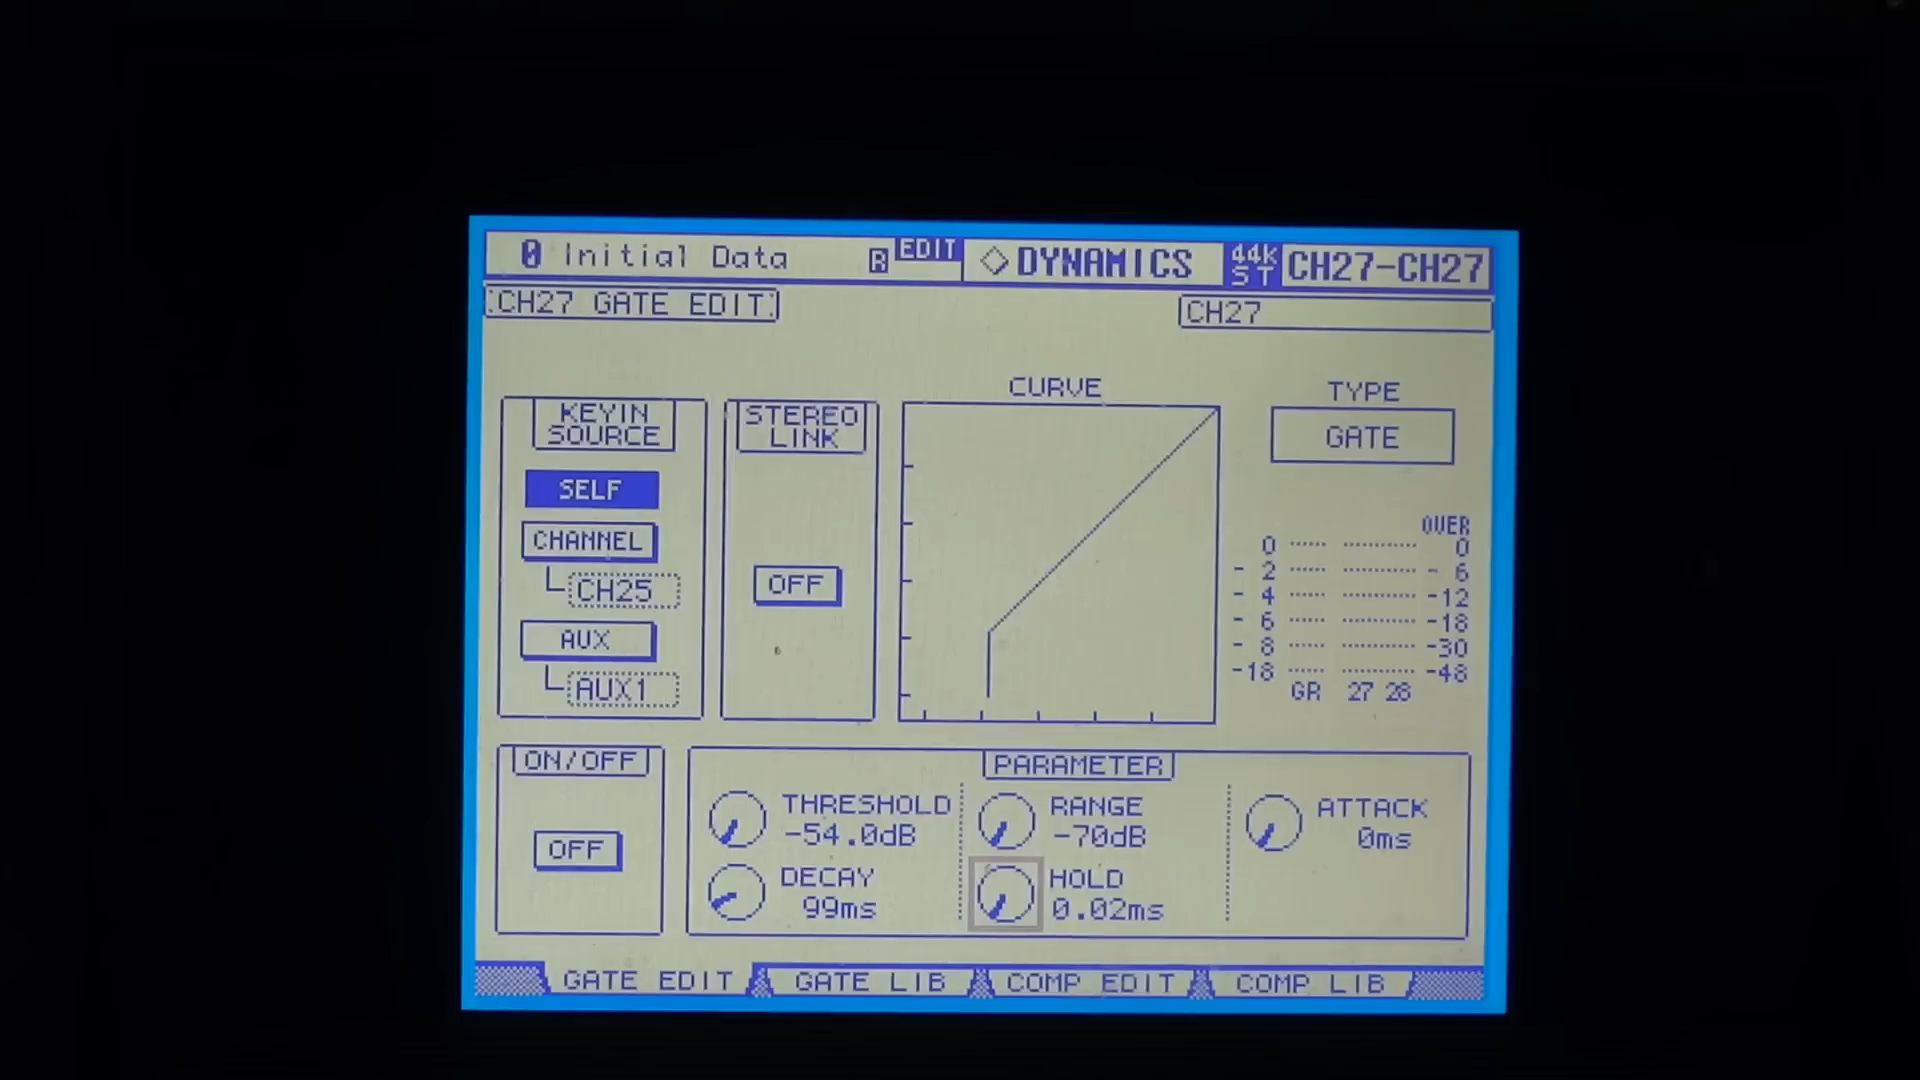 0 Initial Data R EDIT DYNAMICS 44k ST CH27-CH27
CH27 GATE EDIT
CH27
KEYIN
SOURCE
SELF
CHANNEL
CH25
AUX
AUX1
STEREO
LINK
OFF
CURVE
TYPE
GATE
OVER
0 0
- 2 - 6
- 4 -12
- 6 -18
- 8 -30
-18 -48
GR 27 28
ON/OFF
OFF
PARAMETER
THRESHOLD
-54.0dB
RANGE
-70dB
ATTACK
0ms
DECAY
99ms
HOLD
0.02ms
GATE EDIT GATE LIB COMP EDIT COMP LIB